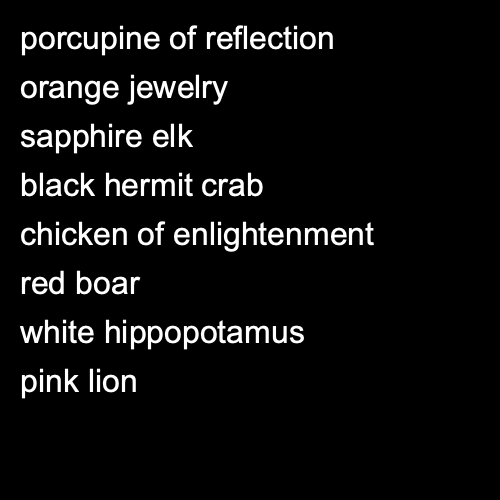 porcupine of reflection
orange jewelry
sapphire elk
black hermit crab
chicken of enlightenment
red boar
white hippopotamus
pink lion